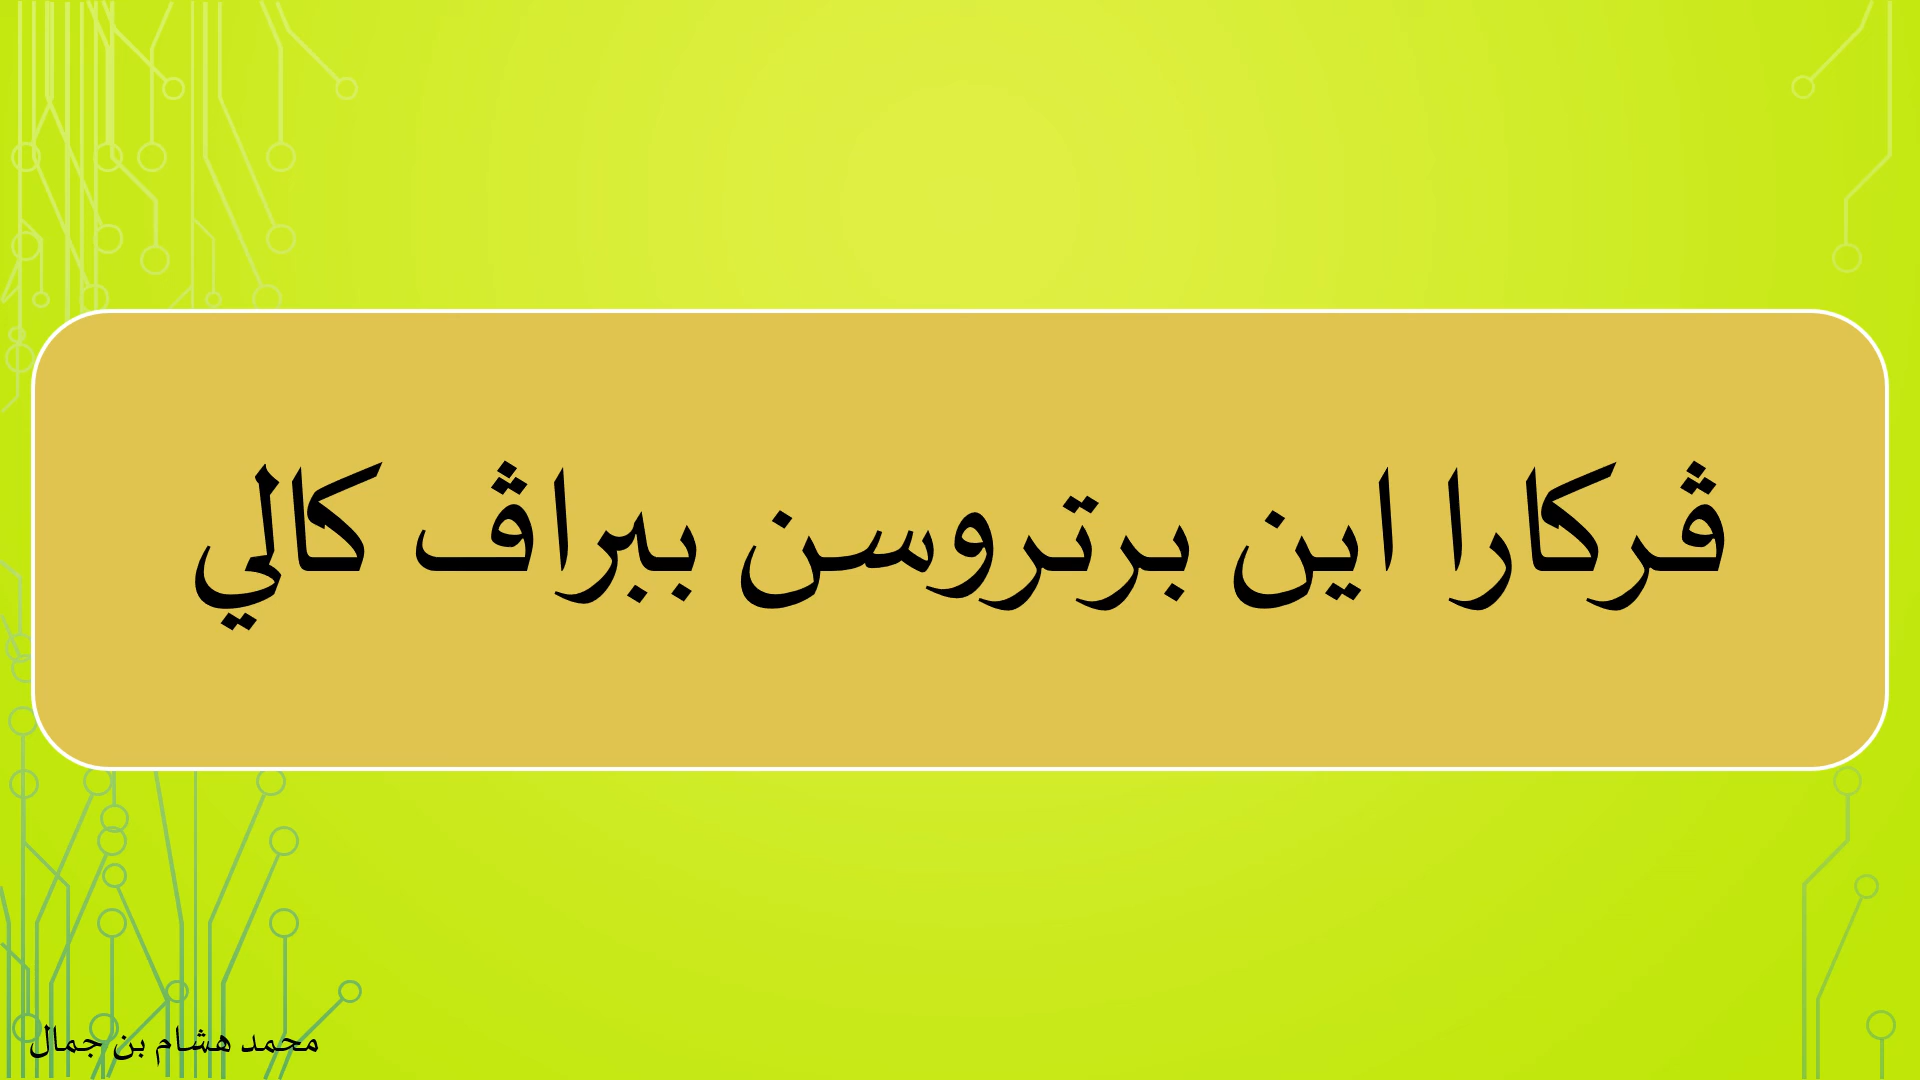 ڤركارا اين برتروسن ببراڤ كالي
محمد هشام بن جمال